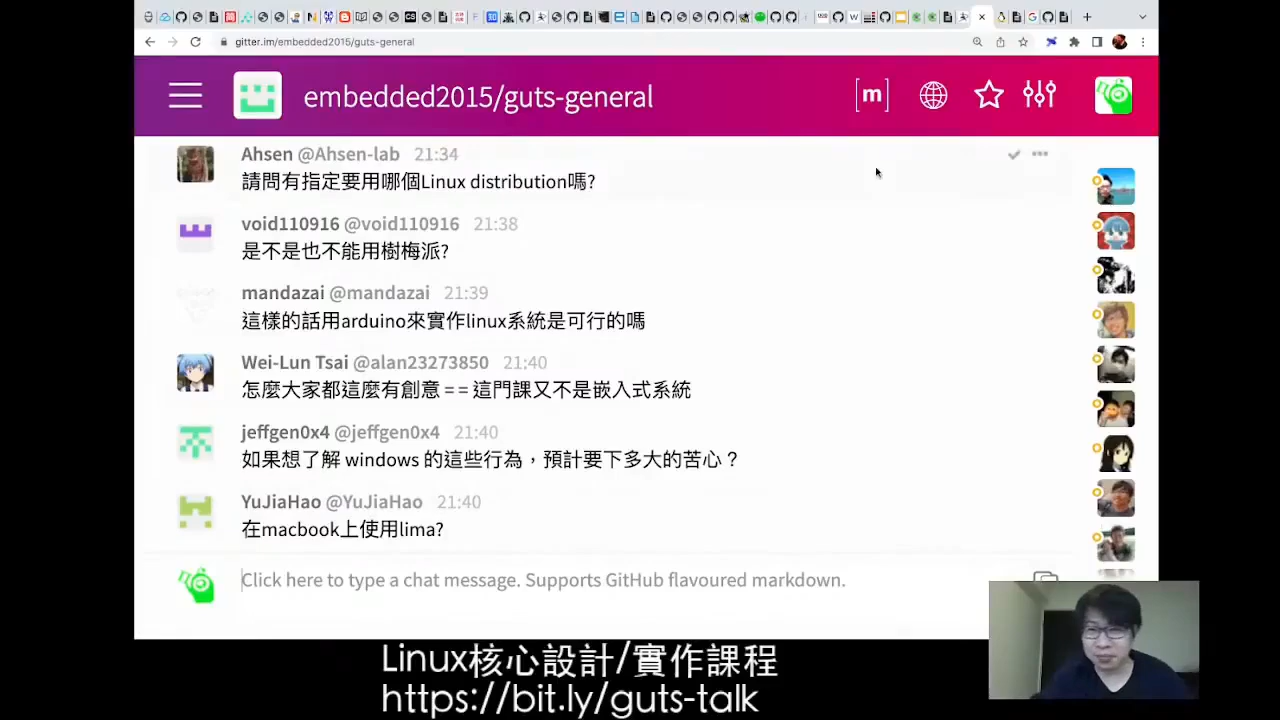 gitter.im/embedded2015/guts-general
embedded2015/guts-general
[m]
Ahsen @Ahsen-lab 21:34
請問有指定要用哪個Linux distribution嗎?
void110916 @void110916 21:38
是不是也不能用樹梅派?
mandazai @mandazai 21:39
這樣的話用arduino來實作linux系統是可行的嗎
Wei-Lun Tsai @alan23273850 21:40
怎麼大家都這麼有創意 = = 這門課又不是嵌入式系統
jeffgen0x4 @jeffgen0x4 21:40
如果想了解 windows 的這些行為，預計要下多大的苦心？
YuJiaHao @YuJiaHao 21:40
在macbook上使用lima?
Click here to type a chat message. Supports GitHub flavoured markdown.
Linux核心設計/實作課程
https://bit.ly/guts-talk